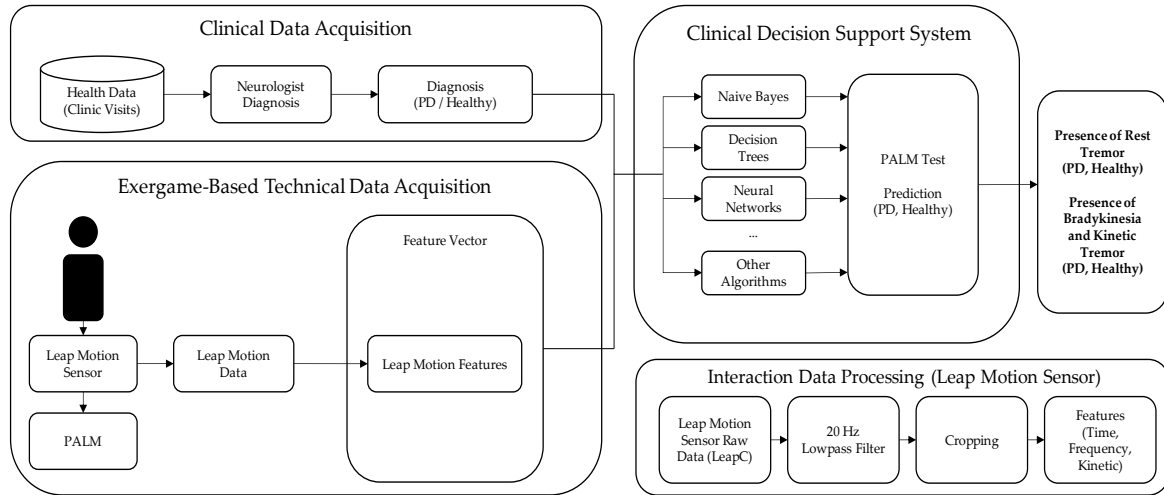 Clinical Data Acquisition
Health Data
(Clinic Visits)
Neurologist
Diagnosis
Diagnosis
(PD / Healthy)
Exergame-Based Technical Data Acquisition
Feature Vector
Leap Motion
Sensor
Leap Motion
Data
Leap Motion Features
PALM
Clinical Decision Support System
Naive Bayes
Decision
Trees
Neural
Networks
...
Other
Algorithms
PALM Test
Prediction
(PD, Healthy)
Presence of Rest
Tremor
(PD, Healthy)
Presence of
Bradykinesia
and Kinetic
Tremor
(PD, Healthy)
Interaction Data Processing (Leap Motion Sensor)
Leap Motion
Sensor Raw
Data (LeapC)
20 Hz
Lowpass Filter
Cropping
Features
(Time,
Frequency,
Kinetic)